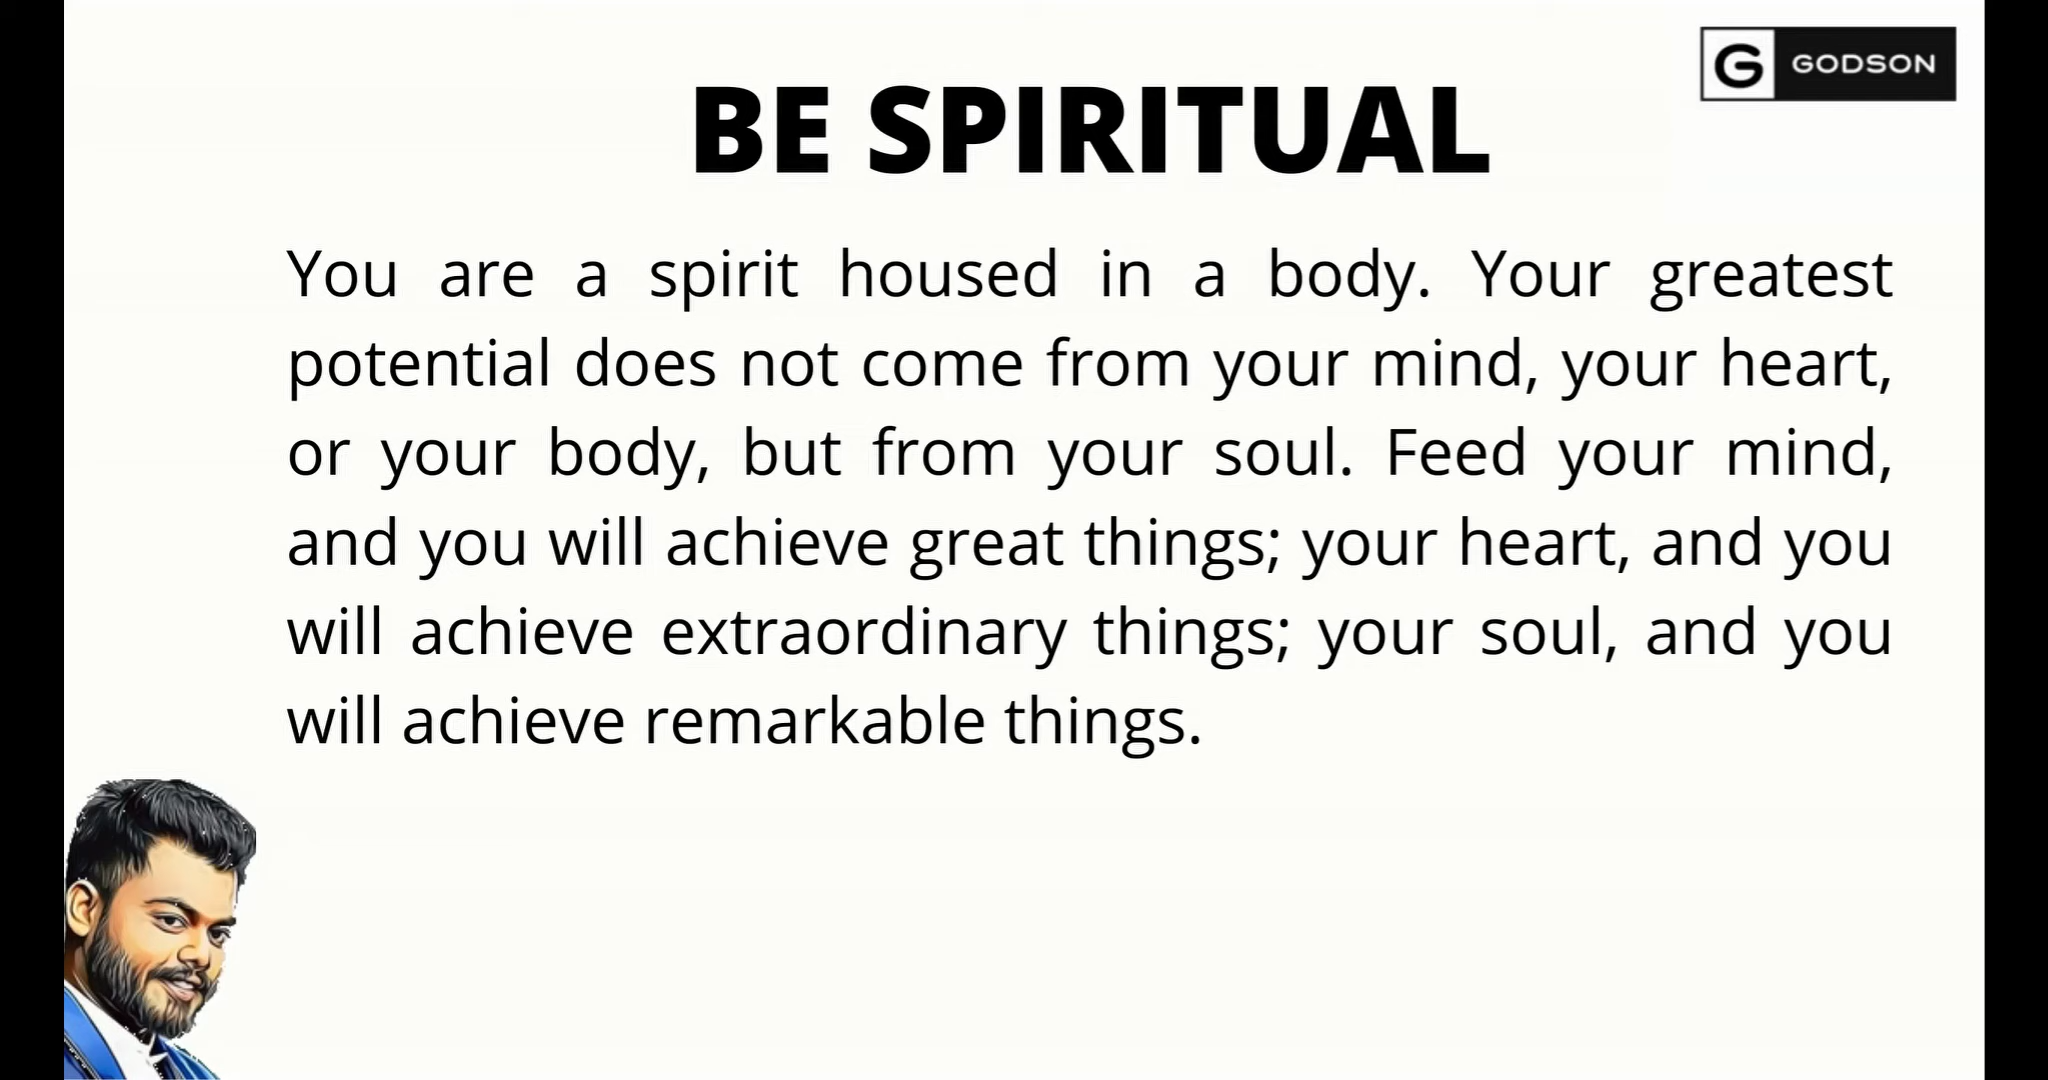 G GODSON
BE SPIRITUAL
You are a spirit housed in a body. Your greatest
potential does not come from your mind, your heart,
or your body, but from your soul. Feed your mind,
and you will achieve great things; your heart, and you
will achieve extraordinary things; your soul, and you
will achieve remarkable things.